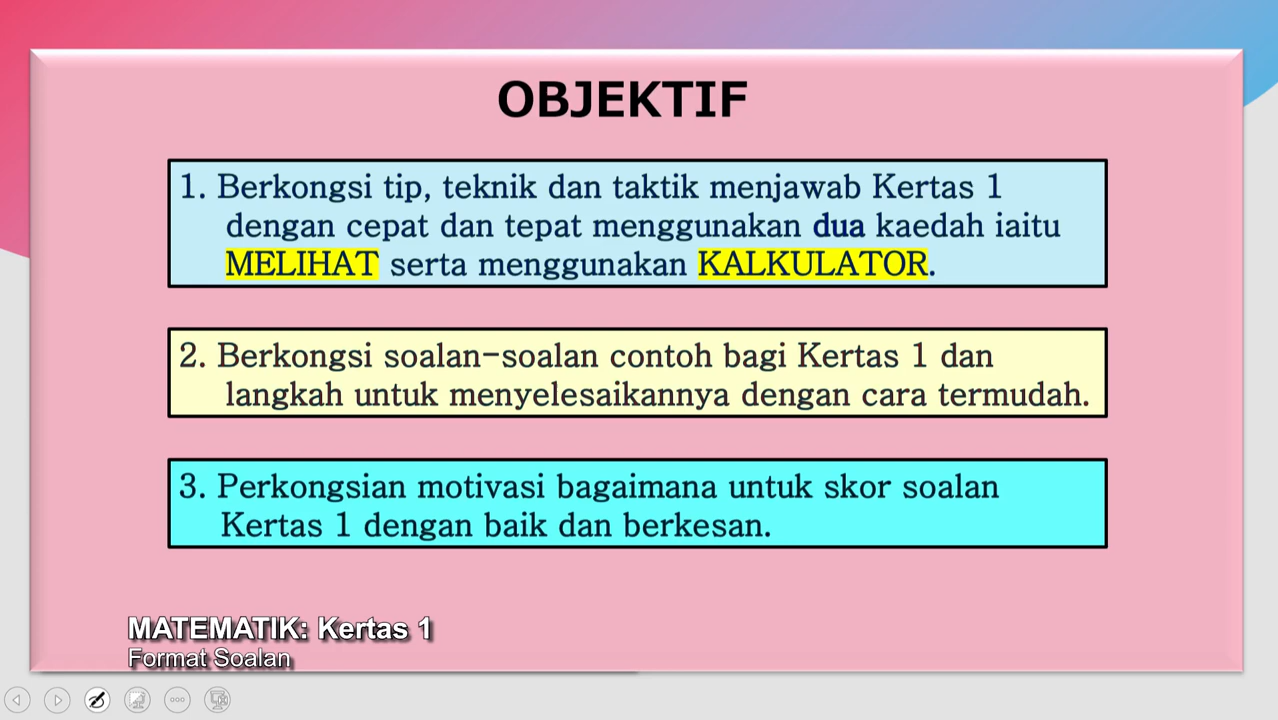 OBJEKTIF
1. Berkongsi tip, teknik dan taktik menjawab Kertas 1
dengan cepat dan tepat menggunakan dua kaedah iaitu
MELIHAT serta menggunakan KALKULATOR.
2. Berkongsi soalan-soalan contoh bagi Kertas 1 dan
langkah untuk menyelesaikannya dengan cara termudah.
3. Perkongsian motivasi bagaimana untuk skor soalan
Kertas 1 dengan baik dan berkesan.
MATEMATIK: Kertas 1
Format Soalan